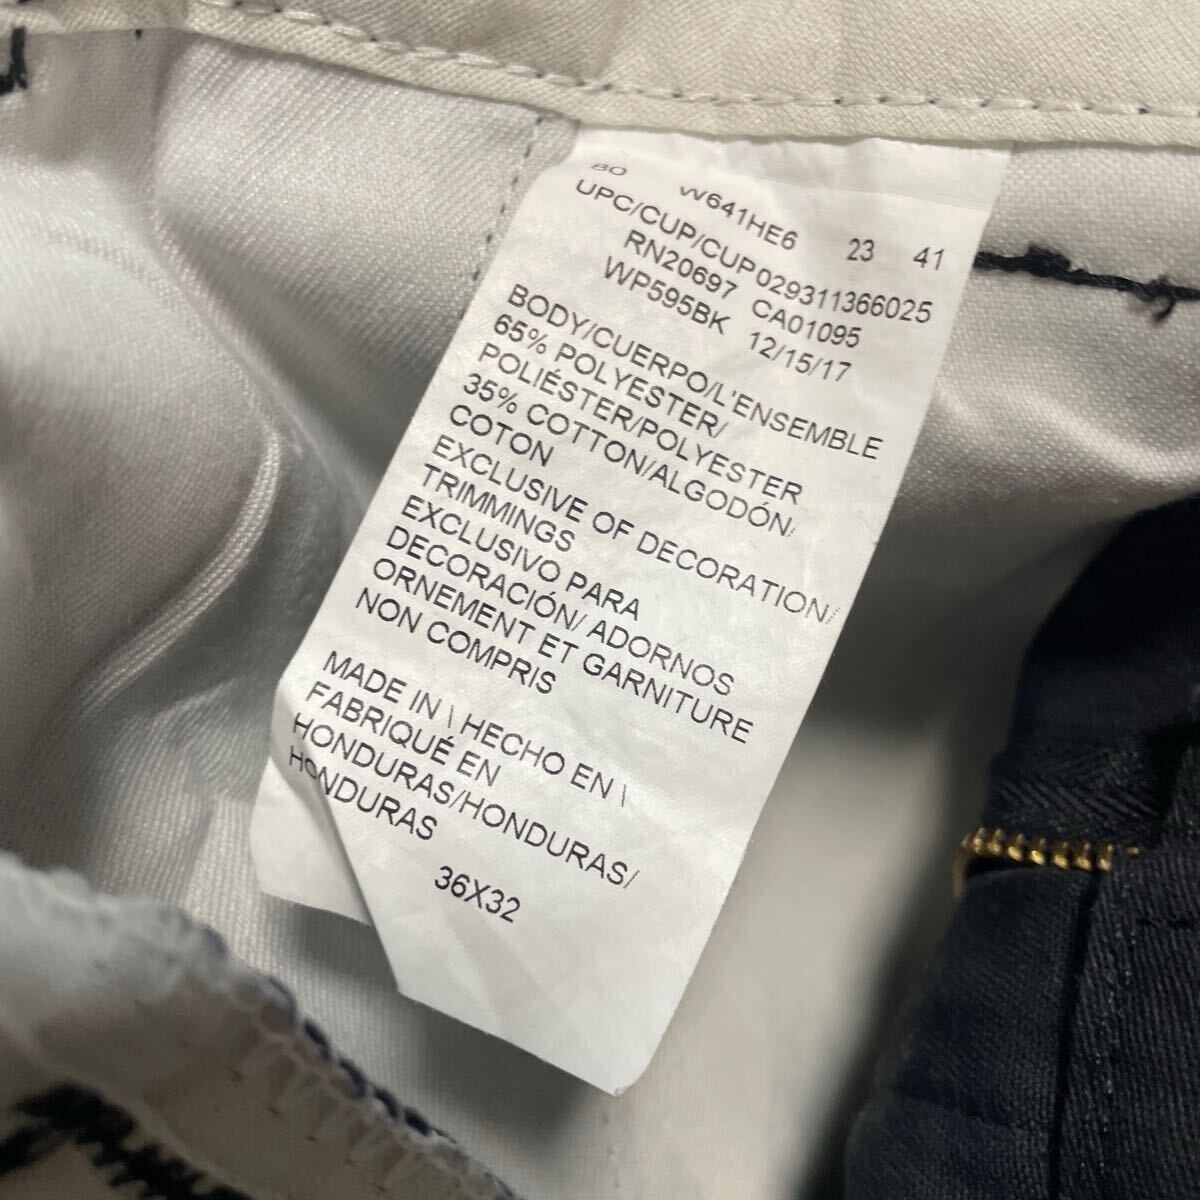 BO W641HE6 23 41
UPC/CUP/CUP 029311366025
RN20697 CA01095
WP595BK 12/15/17
BODY/CUERPO/L'ENSEMBLE
65% POLYESTER/
POLIÉSTER/POLYESTER
35% COTTON/ALGODÓN/
COTON
EXCLUSIVE OF DECORATION/
TRIMMINGS
EXCLUSIVO PARA
DECORACIÓN/ ADORNOS
ORNEMENT ET GARNITURE
NON COMPRIS
MADE IN \ HECHO EN \
FABRIQUÉ EN
HONDURAS/HONDURAS/
HONDURAS
36X32